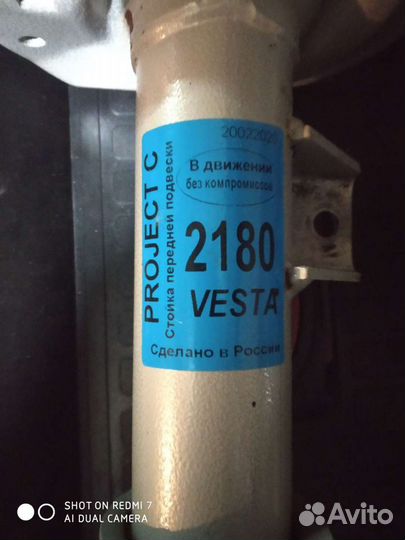 PROJECT C
Стойка передней подвески
20022020
В движении
без компромиссов
2180
VESTA
Сделано в России
SHOT ON REDMI 7
AI DUAL CAMERA
Avito